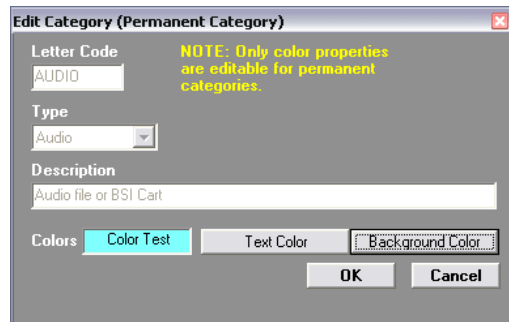 Edit Category (Permanent Category)
Letter Code
AUDIO
NOTE: Only color properties
are editable for permanent
categories.
Type
Audio
Description
Audio file or BSI Cart
Colors
Color Test
Text Color
Background Color
OK
Cancel